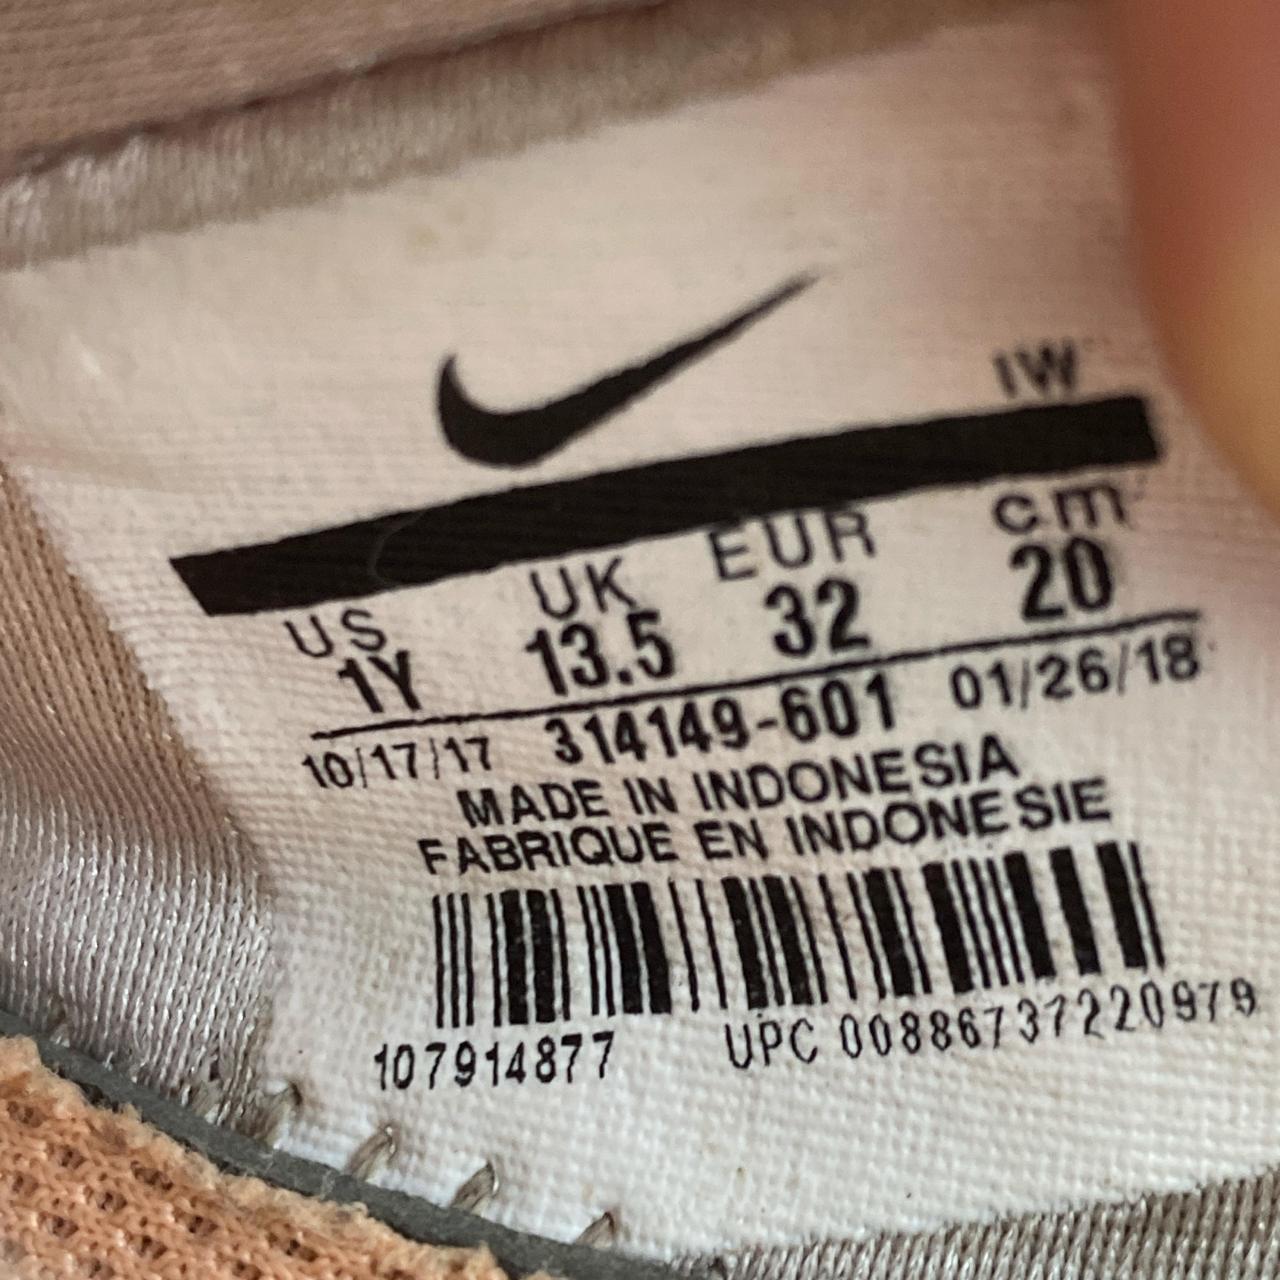 IW
US UK EUR cm
1Y 13.5 32 20
10/17/17 314149-601 01/26/18
MADE IN INDONESIA
FABRIQUE EN INDONESIE
107914877 UPC 00886737220979